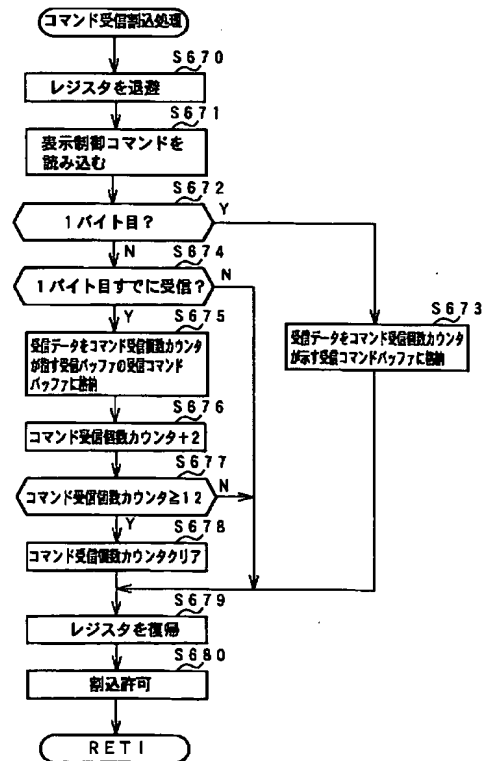 コマンド受信割込処理
S670
レジスタを退避
S671
表示制御コマンドを
読み込む
S672
1バイト目?
Y
N
S674
1バイト目すでに受信?
N
Y
S673
受信データをコマンド受信個数カウンタ
が示す受信コマンドバッファに格納
S675
受信データをコマンド受信個数カウンタ
が指す受信バッファの受信コマンド
バッファに格納
S676
コマンド受信個数カウンタ+2
S677
コマンド受信個数カウンタ≧12
N
Y
S678
コマンド受信個数カウンタクリア
S679
レジスタを復帰
S680
割込許可
RETI